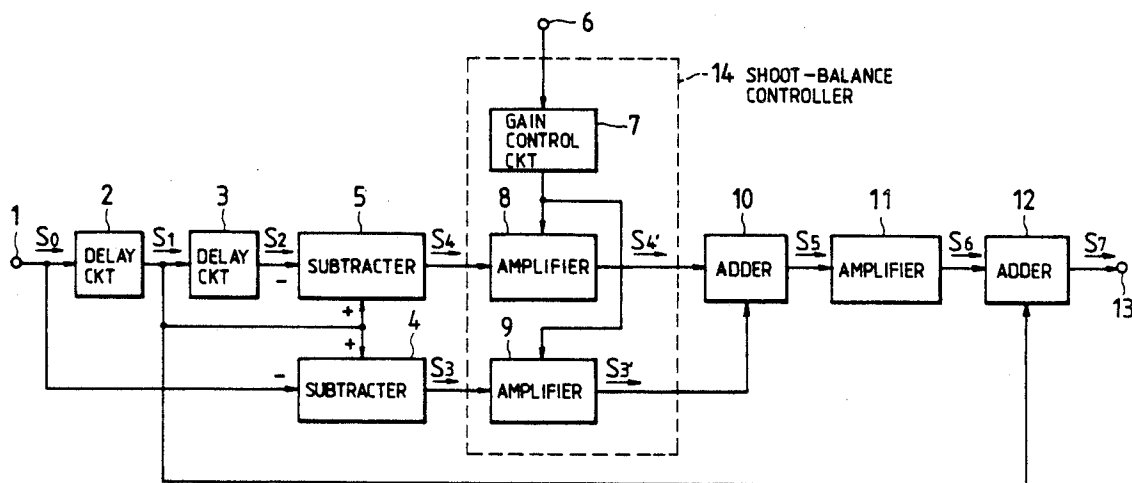 6
14 SHOOT-BALANCE
CONTROLLER
GAIN
CONTROL
CKT
7
1
2
3
5
8
10
11
12
S0
DELAY
CKT
S1
DELAY
CKT
S2
-
SUBTRACTER
S4
AMPLIFIER
S4'
ADDER
S5
AMPLIFIER
S6
ADDER
S7
13
+
+
4
9
-
SUBTRACTER
S3
AMPLIFIER
S3'